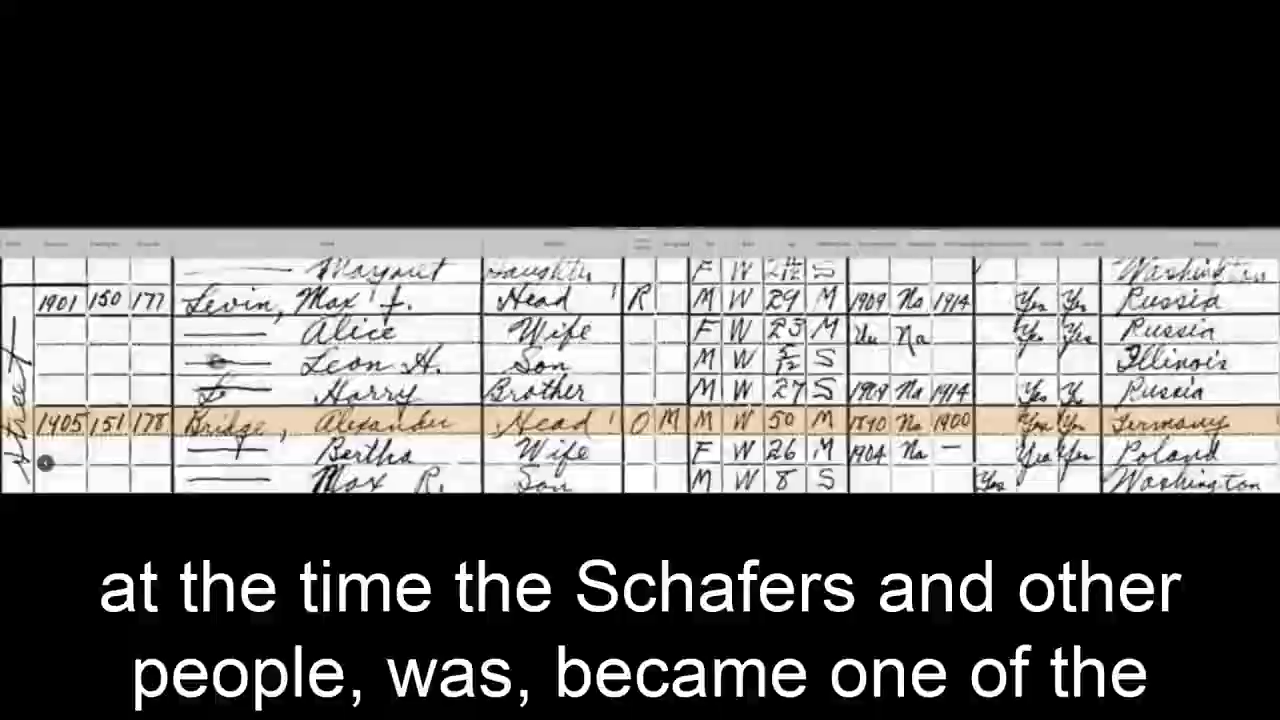 Margaret Daughter F W S Washington
1901 150 177 Levin, Max J. Head R M W 29 M 1909 Na 1914 Yes Yes Russia
Alice Wife F W 23 M Un Na Yes Yes Russia
Leon H. Son M W S Illinois
Harry Brother M W 27 S 1909 Na 1914 Yes Yes Russia
1905 151 178 Bridge, Alexander Head O M M W 50 M 1890 Na 1900 Yes Yes Germany
Bertha Wife F W 26 M 1904 Na — Yes Yes Poland
Max R. Son M W 8 S Yes Washington
Street
at the time the Schafers and other
people, was, became one of the